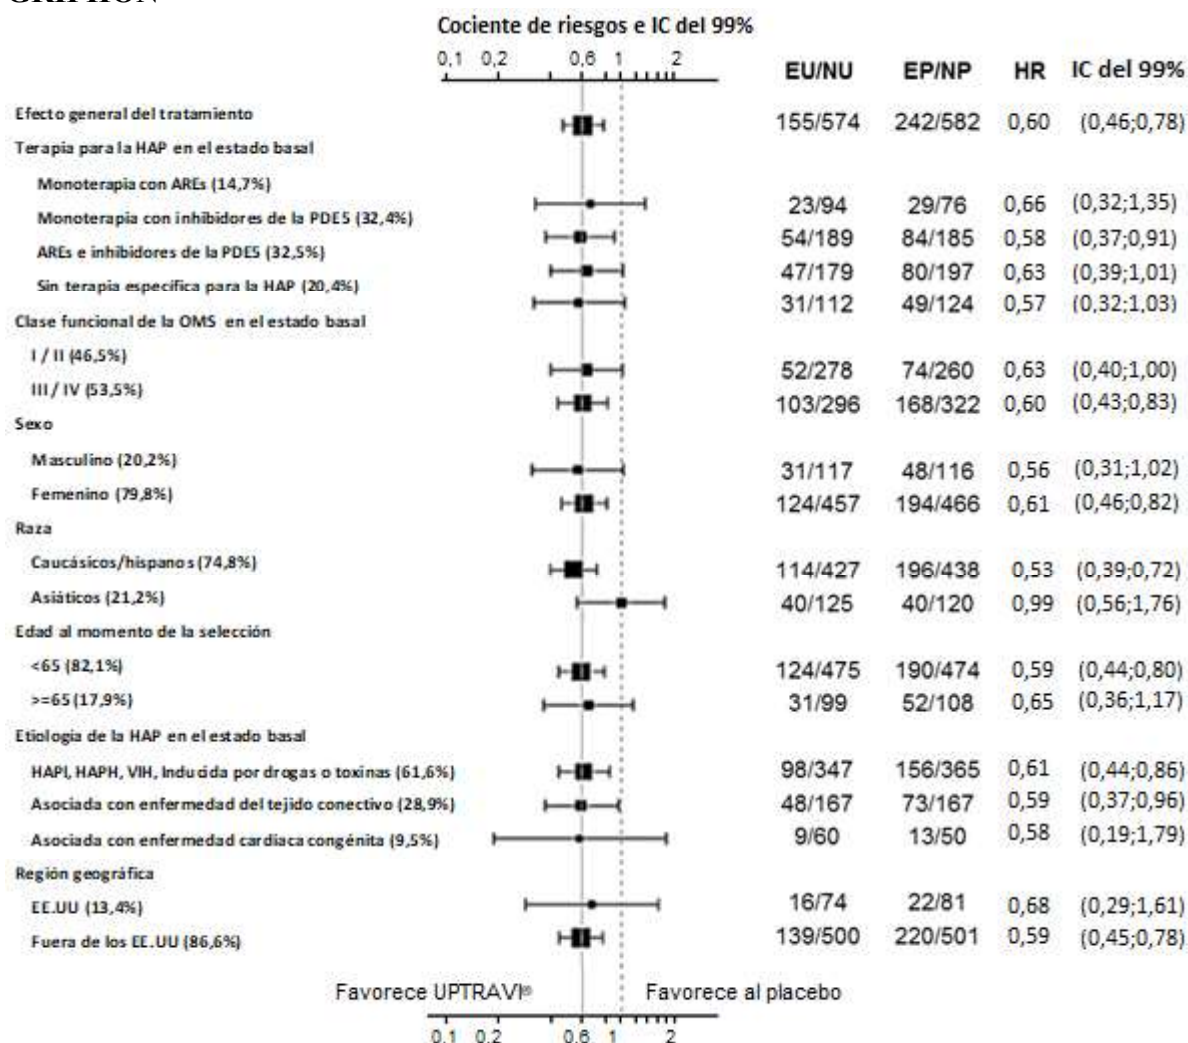 GRIPHON
Cociente de riesgos e IC del 99%
0,1 0,2 0,6 1 2
EU/NU EP/NP HR IC del 99%
Efecto general del tratamiento 155/574 242/582 0,60 (0,46;0,78)
Terapia para la HAP en el estado basal
Monoterapia con AREs (14,7%) 23/94 29/76 0,66 (0,32;1,35)
Monoterapia con inhibidores de la PDE5 (32,4%) 54/189 84/185 0,58 (0,37;0,91)
AREs e inhibidores de la PDE5 (32,5%) 47/179 80/197 0,63 (0,39;1,01)
Sin terapia específica para la HAP (20,4%) 31/112 49/124 0,57 (0,32;1,03)
Clase funcional de la OMS en el estado basal
I / II (46,5%) 52/278 74/260 0,63 (0,40;1,00)
III / IV (53,5%) 103/296 168/322 0,60 (0,43;0,83)
Sexo
Masculino (20,2%) 31/117 48/116 0,56 (0,31;1,02)
Femenino (79,8%) 124/457 194/466 0,61 (0,46;0,82)
Raza
Caucásicos/hispanos (74,8%) 114/427 196/438 0,53 (0,39;0,72)
Asiáticos (21,2%) 40/125 40/120 0,99 (0,56;1,76)
Edad al momento de la selección
<65 (82,1%) 124/475 190/474 0,59 (0,44;0,80)
>=65 (17,9%) 31/99 52/108 0,65 (0,36;1,17)
Etiología de la HAP en el estado basal
HAPI, HAPH, VIH, Inducida por drogas o toxinas (61,6%) 98/347 156/365 0,61 (0,44;0,86)
Asociada con enfermedad del tejido conectivo (28,9%) 48/167 73/167 0,59 (0,37;0,96)
Asociada con enfermedad cardiaca congénita (9,5%) 9/60 13/50 0,58 (0,19;1,79)
Región geográfica
EE.UU (13,4%) 16/74 22/81 0,68 (0,29;1,61)
Fuera de los EE.UU (86,6%) 139/500 220/501 0,59 (0,45;0,78)
Favorece UPTRAVI® Favorece al placebo
0,1 0,2 0,6 1 2